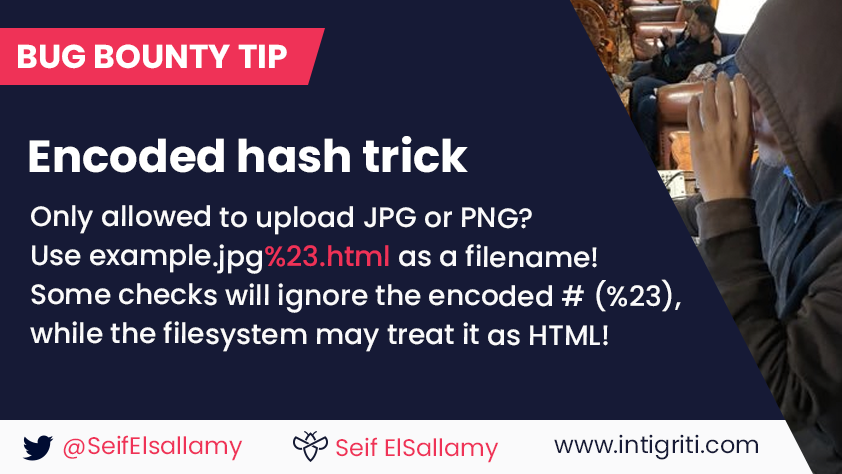 BUG BOUNTY TIP
Encoded hash trick
Only allowed to upload JPG or PNG?
Use example.jpg%23.html as a filename!
Some checks will ignore the encoded # (%23),
while the filesystem may treat it as HTML!
@SeifElsallamy
Seif ElSallamy
www.intigriti.com